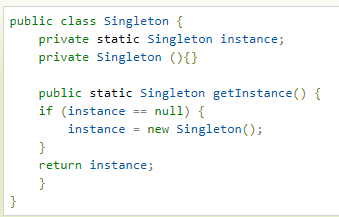 public class Singleton {
    private static Singleton instance;
    private Singleton (){}

    public static Singleton getInstance() {
    if (instance == null) {
        instance = new Singleton();
    }
    return instance;
    }
}